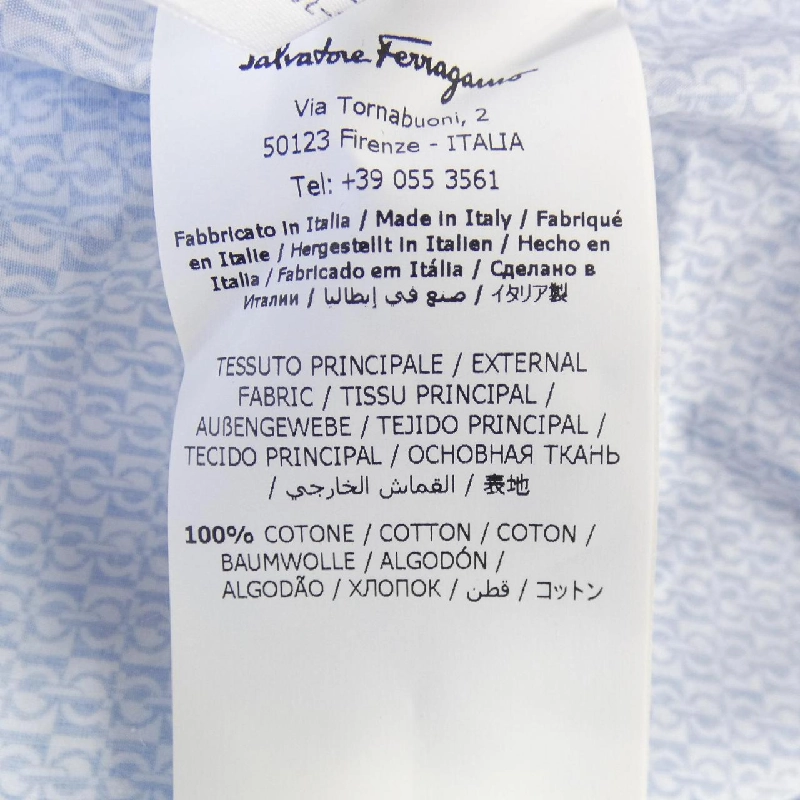 Salvatore Ferragamo
Via Tornabuoni, 2
50123 Firenze - ITALIA
Tel: +39 055 3561
Fabbricato in Italia / Made in Italy / Fabriqué
en Italie / Hergestellt in Italien / Hecho en
Italia / Fabricado em Itália / Сделано в
Италии / صنع في إيطاليا / イタリア製
TESSUTO PRINCIPALE / EXTERNAL
FABRIC / TISSU PRINCIPAL /
AUßENGEWEBE / TEJIDO PRINCIPAL /
TECIDO PRINCIPAL / ОСНОВНАЯ ТКАНЬ
/ القماش الخارجي / 表地
100% COTONE / COTTON / COTON /
BAUMWOLLE / ALGODÓN /
ALGODÃO / ХЛОПОК / قطن / コットン